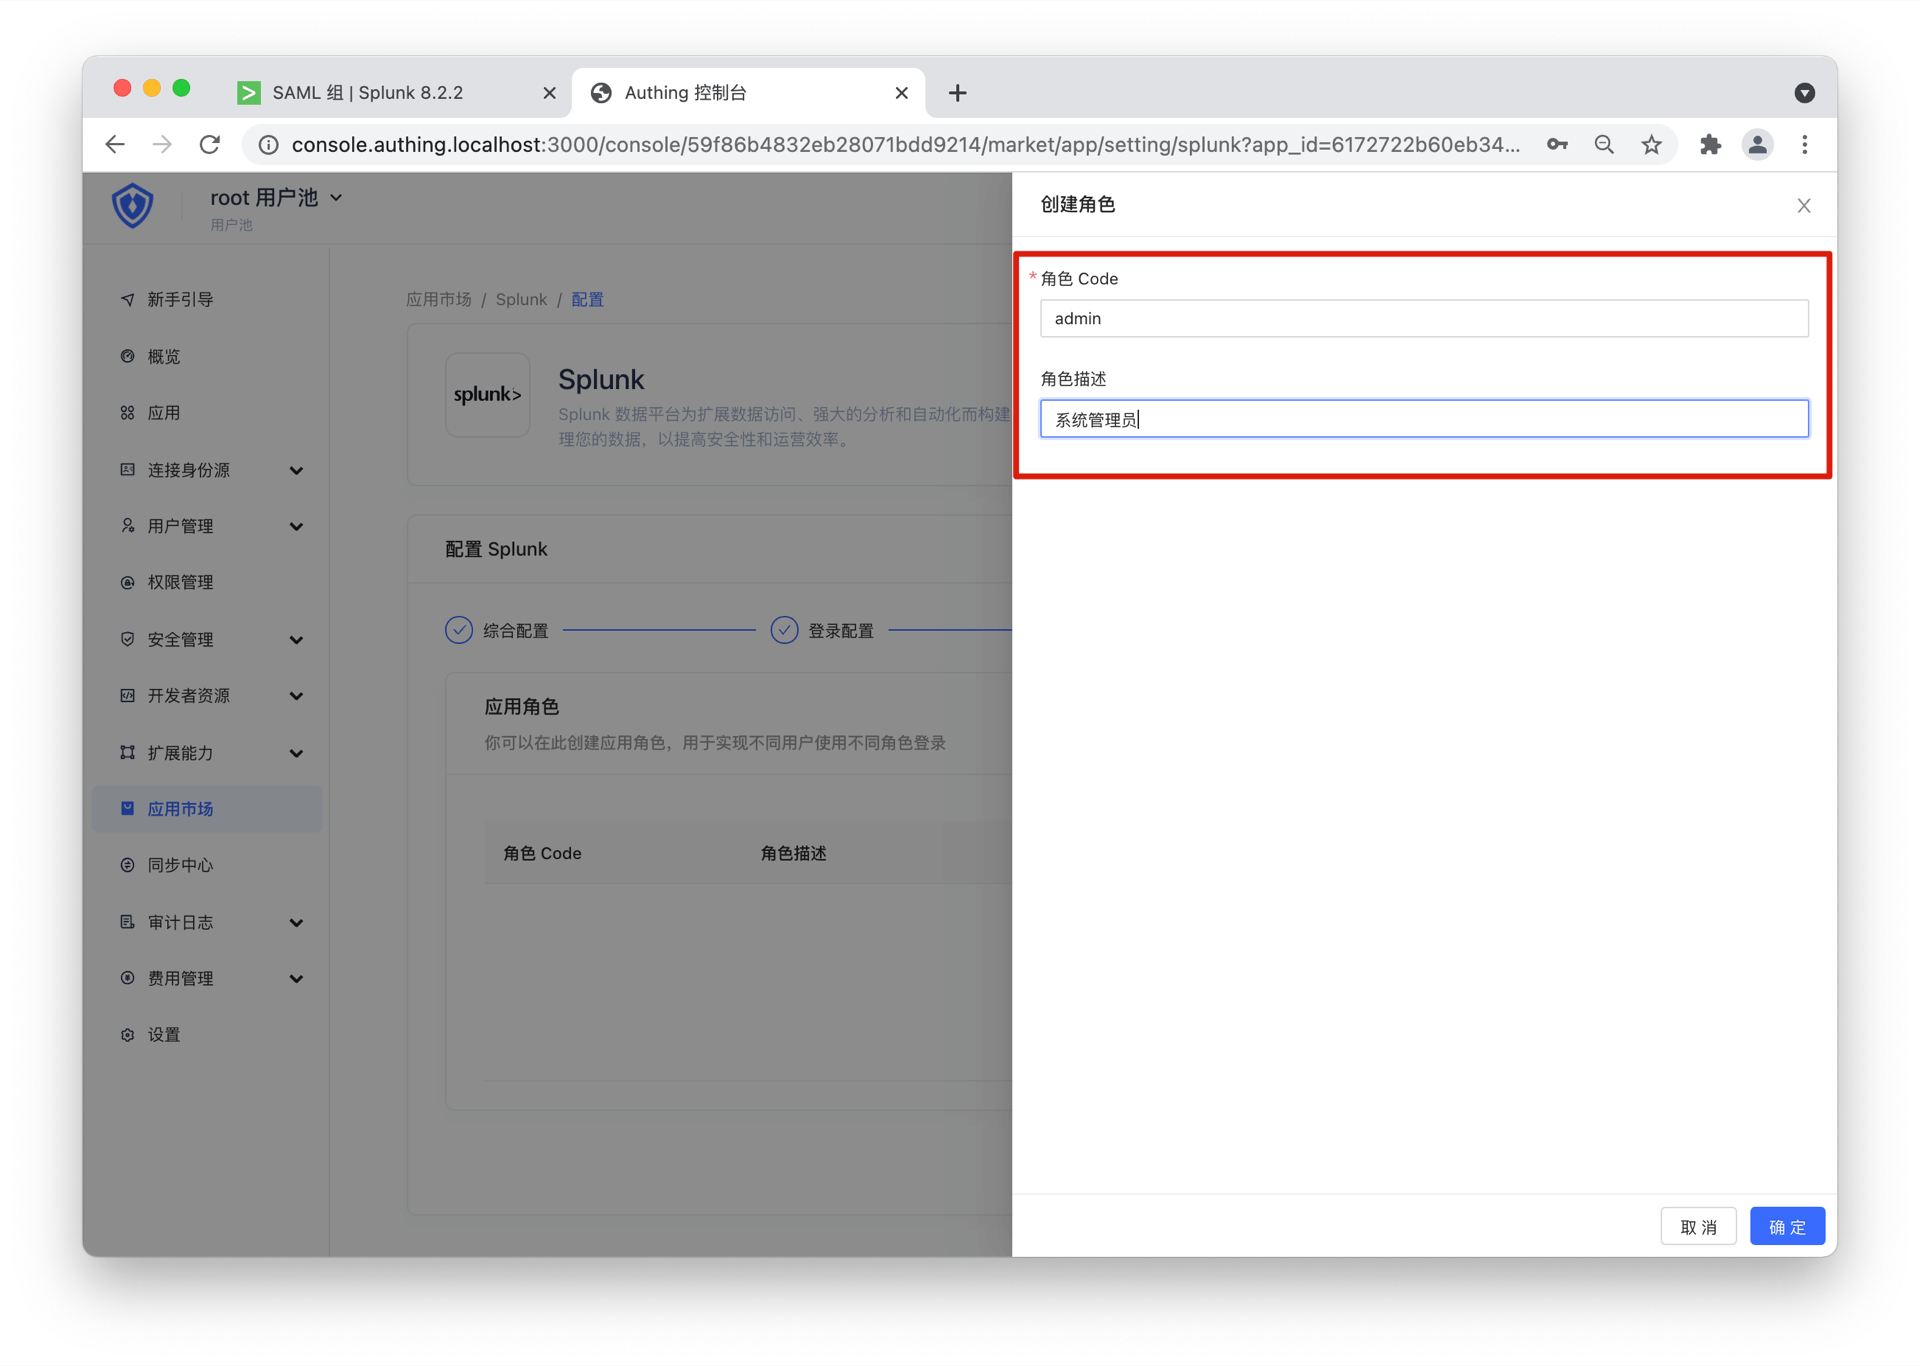 SAML 组 | Splunk 8.2.2
Authing 控制台
console.authing.localhost:3000/console/59f86b4832eb28071bdd9214/market/app/setting/splunk?app_id=6172722b60eb34...
root 用户池
用户池
新手引导
概览
应用
连接身份源
用户管理
权限管理
安全管理
开发者资源
扩展能力
应用市场
同步中心
审计日志
费用管理
设置
应用市场 / Splunk / 配置
splunk>
Splunk
Splunk 数据平台为扩展数据访问、强大的分析和自动化而构建
理您的数据，以提高安全性和运营效率。
配置 Splunk
综合配置
登录配置
应用角色
你可以在此创建应用角色，用于实现不同用户使用不同角色登录
角色 Code 角色描述
创建角色
* 角色 Code
admin
角色描述
系统管理员
取 消
确 定